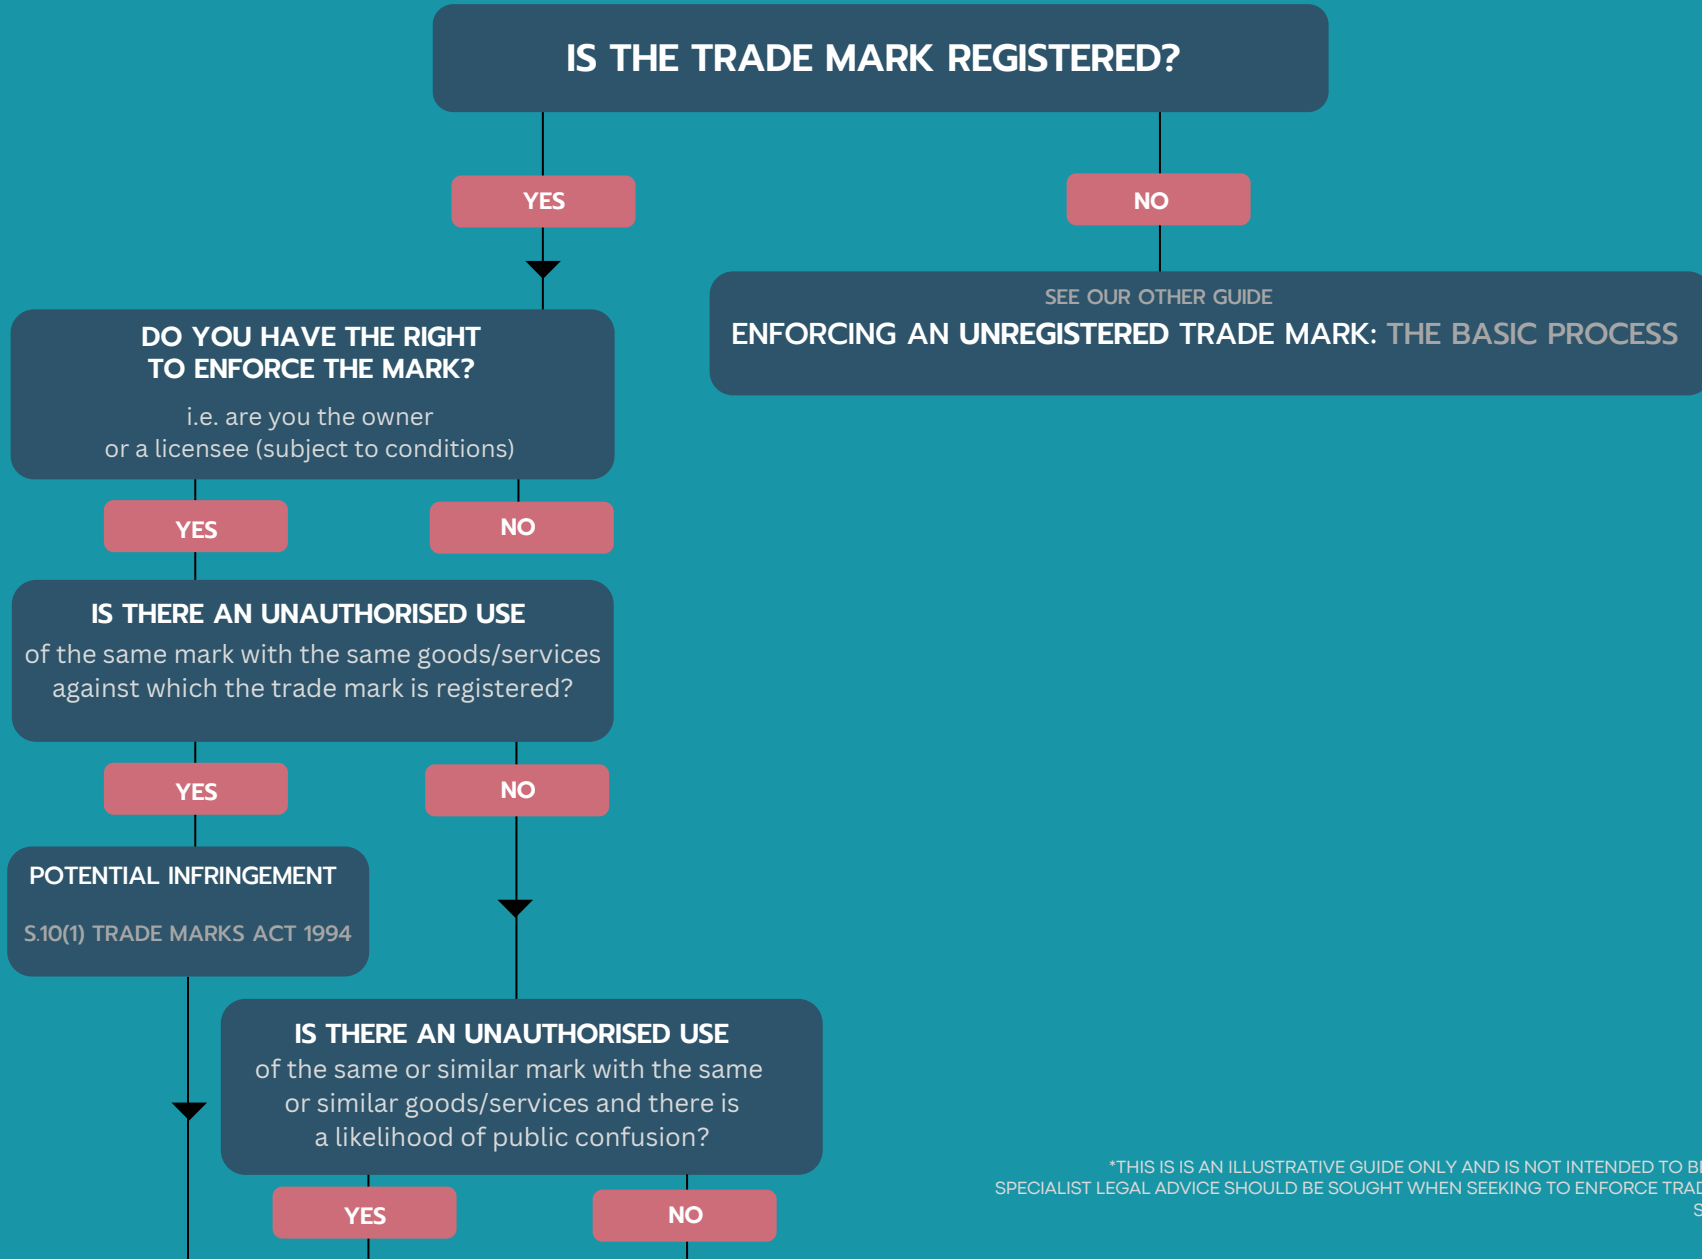 IS THE TRADE MARK REGISTERED?
YES
NO
SEE OUR OTHER GUIDE
ENFORCING AN UNREGISTERED TRADE MARK: THE BASIC PROCESS
DO YOU HAVE THE RIGHT
TO ENFORCE THE MARK?
i.e. are you the owner
or a licensee (subject to conditions)
YES
NO
IS THERE AN UNAUTHORISED USE
of the same mark with the same goods/services
against which the trade mark is registered?
YES
NO
POTENTIAL INFRINGEMENT
S.10(1) TRADE MARKS ACT 1994
IS THERE AN UNAUTHORISED USE
of the same or similar mark with the same
or similar goods/services and there is
a likelihood of public confusion?
YES
NO
*THIS IS IS AN ILLUSTRATIVE GUIDE ONLY AND IS NOT INTENDED TO
SPECIALIST LEGAL ADVICE SHOULD BE SOUGHT WHEN SEEKING TO ENFORCE